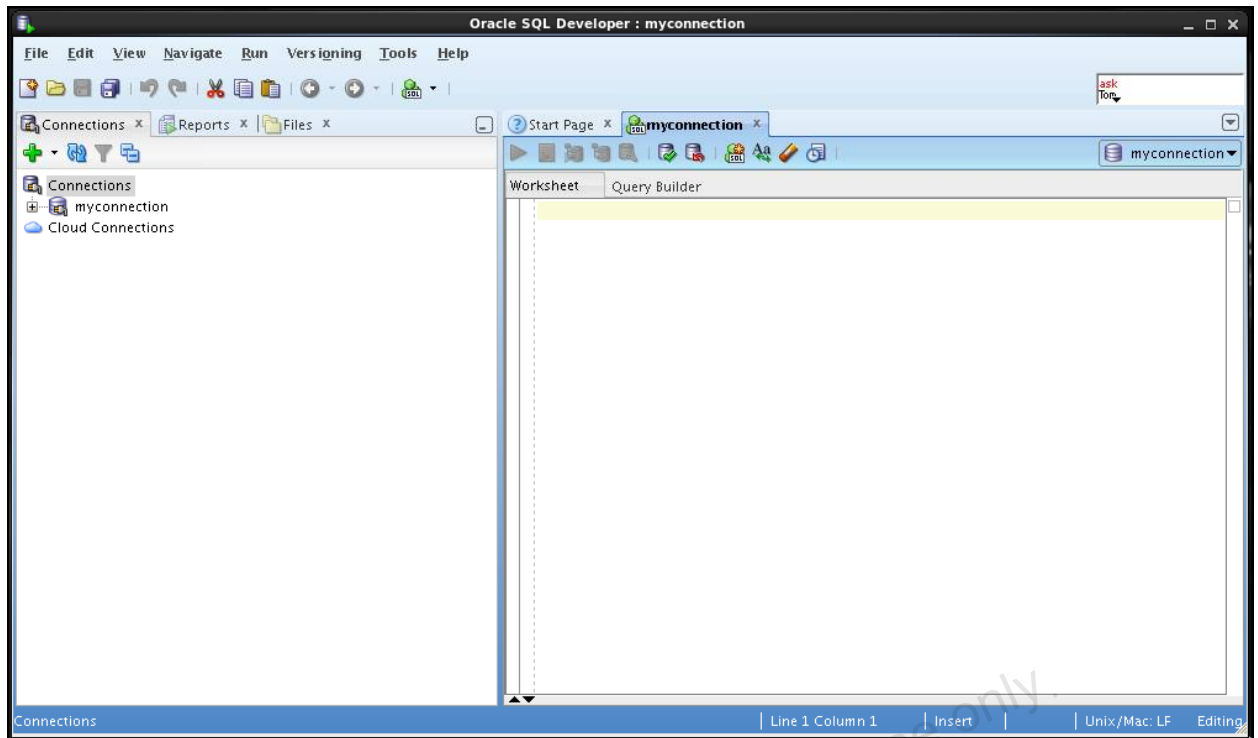 Oracle SQL Developer : myconnection
File Edit View Navigate Run Versioning Tools Help
ask
Tom
Connections Reports Files
Start Page myconnection
myconnection
Worksheet Query Builder
Connections
myconnection
Cloud Connections
Connections Line 1 Column 1 Insert Unix/Mac: LF Editing
only.